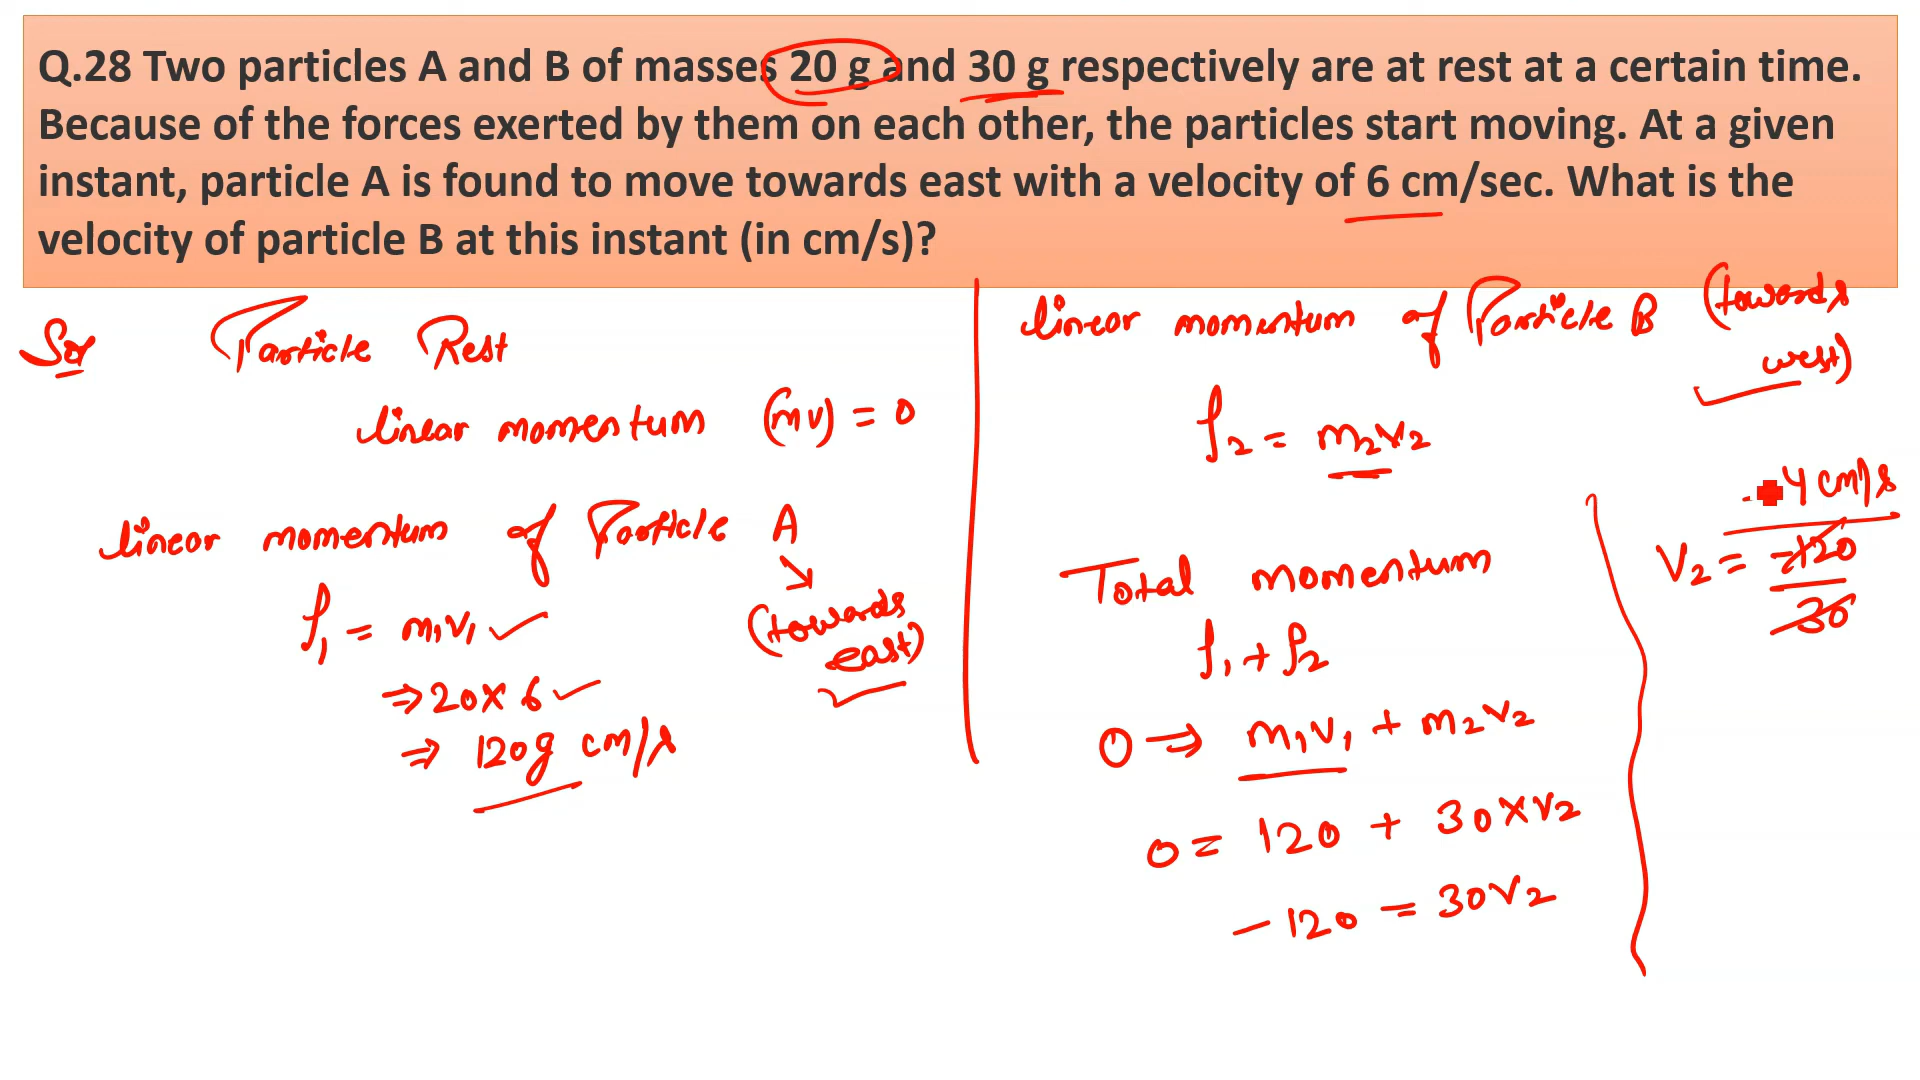 Q.28 Two particles A and B of masses 20 g and 30 g respectively are at rest at a certain time.
Because of the forces exerted by them on each other, the particles start moving. At a given
instant, particle A is found to move towards east with a velocity of 6 cm/sec. What is the
velocity of particle B at this instant (in cm/s)?
Sol Particle Rest
linear momentum (mv) = 0
linear momentum of Particle A
(towards
east)
P₁ = m₁v₁
⇒ 20×6
⇒ 120g cm/s
linear momentum of Particle B (towards
west)
P₂ = m₂v₂
Total momentum
P₁ + P₂
0 ⇒ m₁v₁ + m₂v₂
0 = 120 + 30×v₂
-120 = 30v₂
4 cm/s
V₂ = -120
30